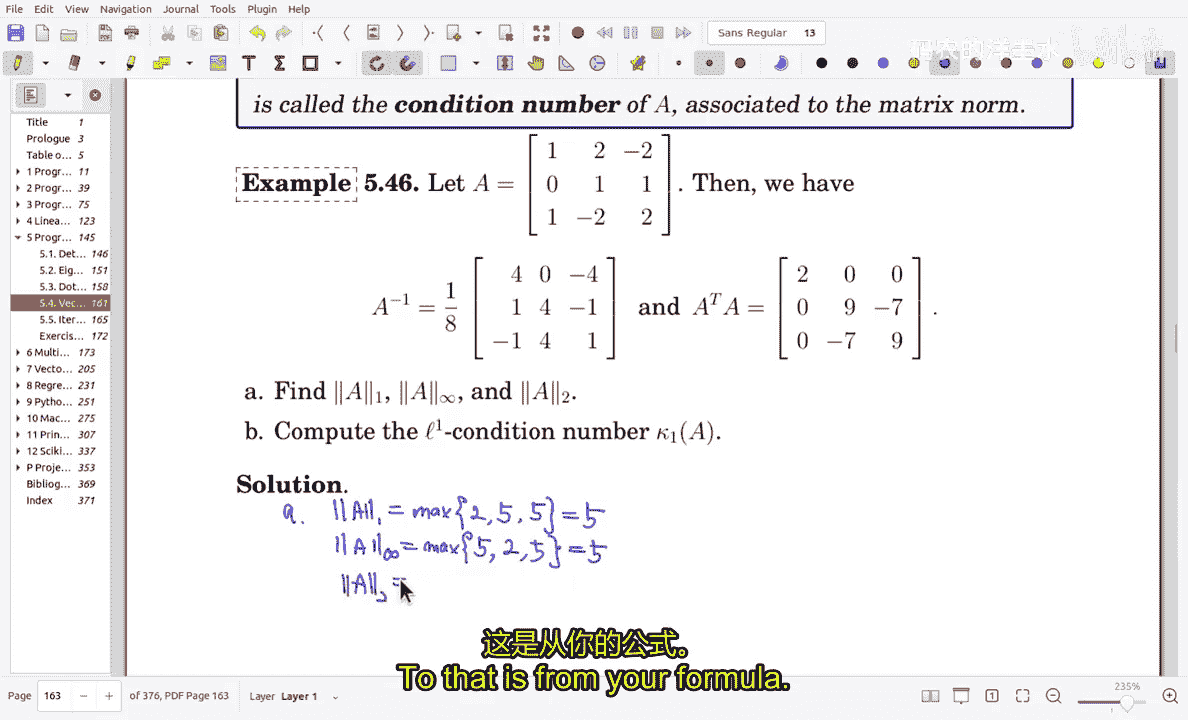 File Edit View Navigation Journal Tools Plugin Help
Sans Regular 13
is called the condition number of A, associated to the matrix norm.
Title 1
Prologue 3
Table o... 5
1 Progr... 11
2 Progr... 39
3 Progr... 75
4 Linea... 123
5 Progr... 145
5.1. Det... 146
5.2. Eig... 151
5.3. Dot... 158
5.4. Vec... 161
5.5. Iter... 165
Exercis... 172
6 Multi... 173
7 Vecto... 205
8 Regre... 231
9 Pytho... 251
10 Mac... 275
11 Prin... 307
12 Sciki... 337
P Proje... 353
Bibliog... 369
Index 371
Example 5.46. Let A = [1 2 −2
0 1 1
1 −2 2]. Then, we have
A⁻¹ = 1/8 [4 0 −4
1 4 −1
−1 4 1] and AᵀA = [2 0 0
0 9 −7
0 −7 9].
a. Find ‖A‖₁, ‖A‖∞, and ‖A‖₂.
b. Compute the ℓ¹-condition number κ₁(A).
Solution.
a. ‖A‖₁ = max{2, 5, 5} = 5
‖A‖∞ = max{5, 2, 5} = 5
‖A‖₂ =
这是从你的公式。
To that is from your formula.
Page 163 of 376, PDF Page 163 Layer Layer 1 235%